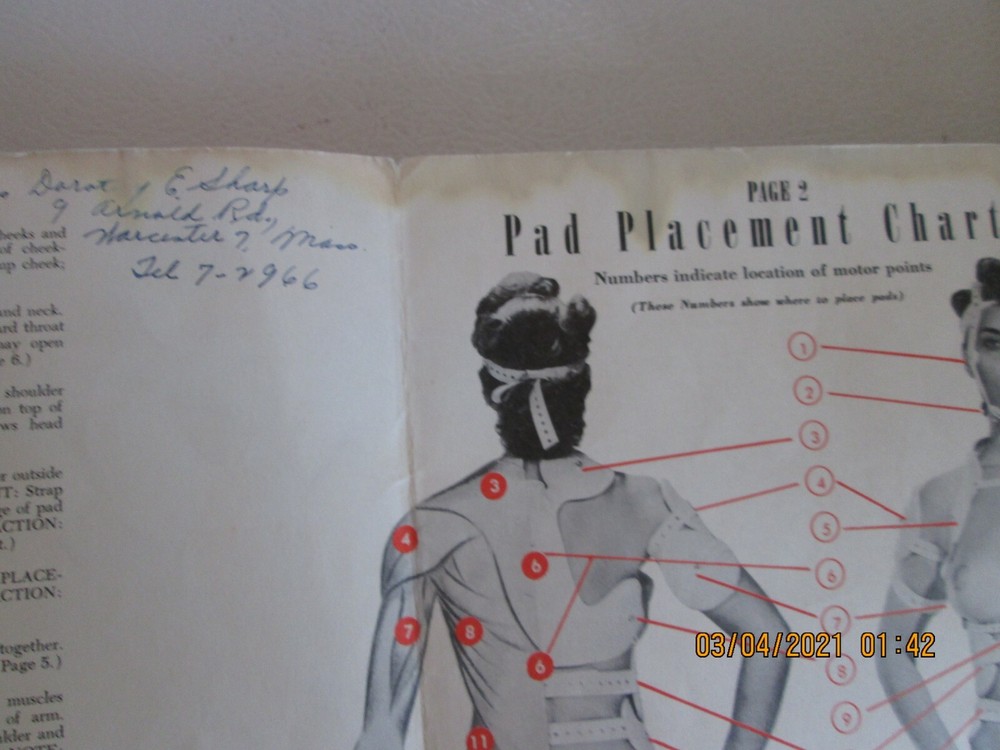 Dorot y E Sharp
9 Arnold Rd.,
Worcester 7, Mass.
Tel 7-2966
heeks and
of cheek-
op cheek;
and neck.
ard throat
may open
e 6.)
shoulder
on top of
ws head
r outside
T: Strap
ge of pad
CTION:
t.)
PLACE-
CTION:
together.
Page 5.)
muscles
of arm.
ulder and
PAGE 2
Pad Placement Chart
Numbers indicate location of motor points
(These Numbers show where to place pads)
1
2
3
3
4
4
5
6
6
7
7
8
6
8
9
11
03/04/2021 01:42